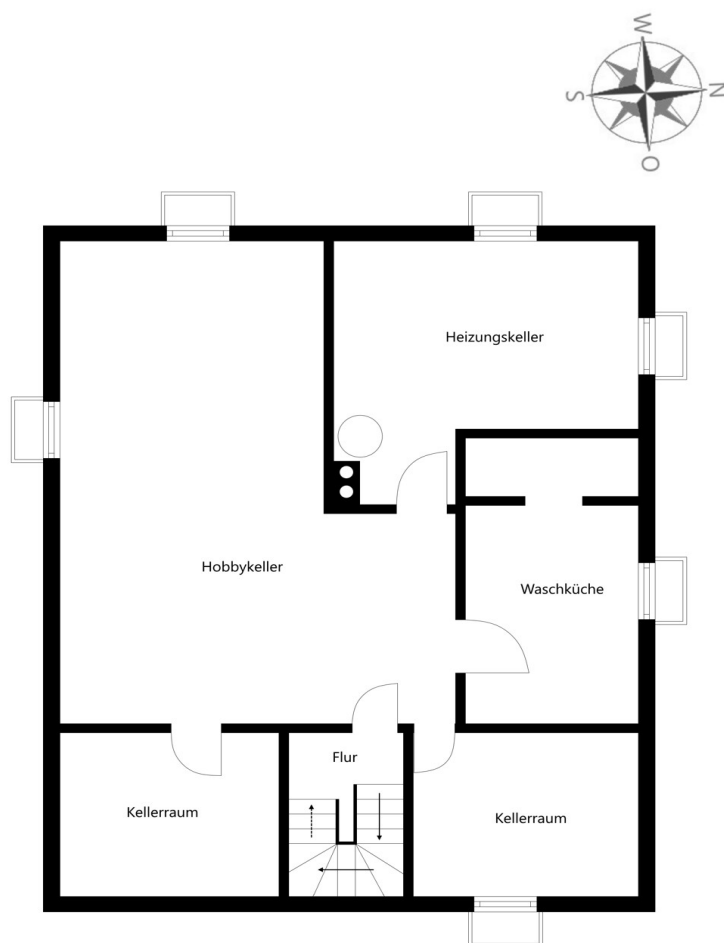 W
N
S
O
Heizungskeller
Hobbykeller
Waschküche
Flur
Kellerraum
Kellerraum